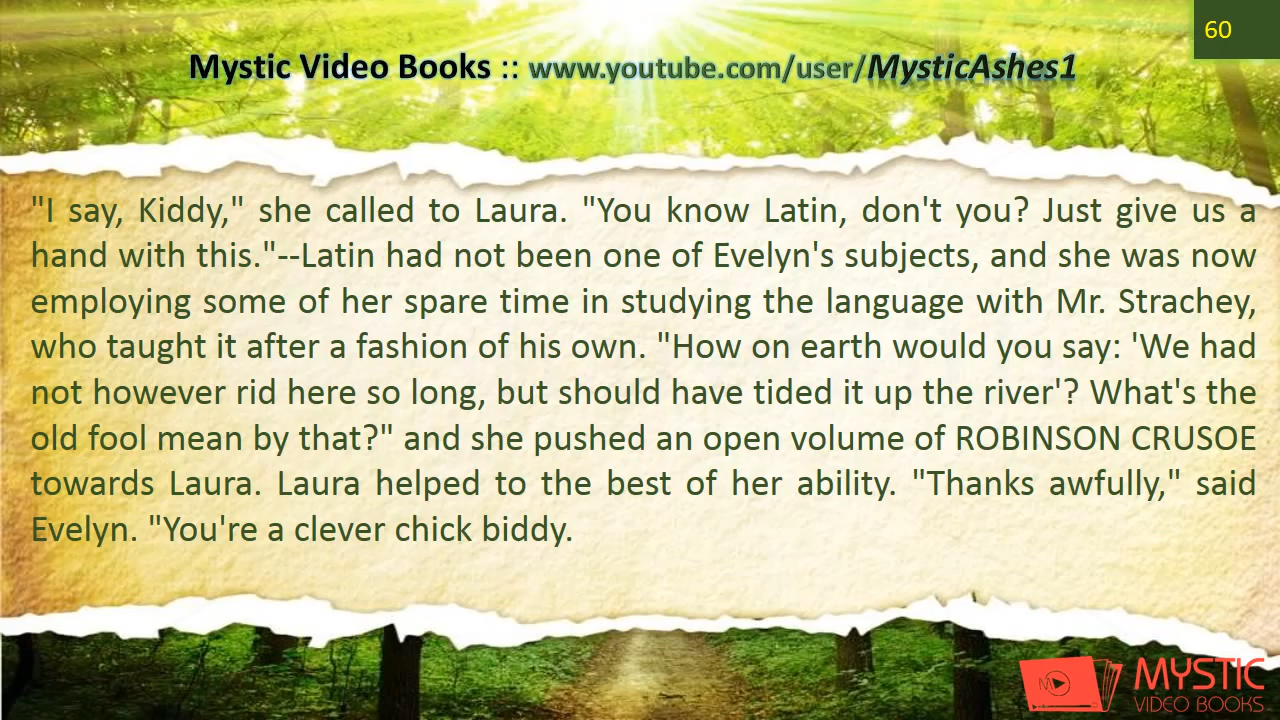 60
Mystic Video Books :: www.youtube.com/user/MysticAshes1
"I say, Kiddy," she called to Laura. "You know Latin, don't you? Just give us a
hand with this."--Latin had not been one of Evelyn's subjects, and she was now
employing some of her spare time in studying the language with Mr. Strachey,
who taught it after a fashion of his own. "How on earth would you say: 'We had
not however rid here so long, but should have tided it up the river'? What's the
old fool mean by that?" and she pushed an open volume of ROBINSON CRUSOE
towards Laura. Laura helped to the best of her ability. "Thanks awfully," said
Evelyn. "You're a clever chick biddy.
MYSTIC
VIDEO BOOKS